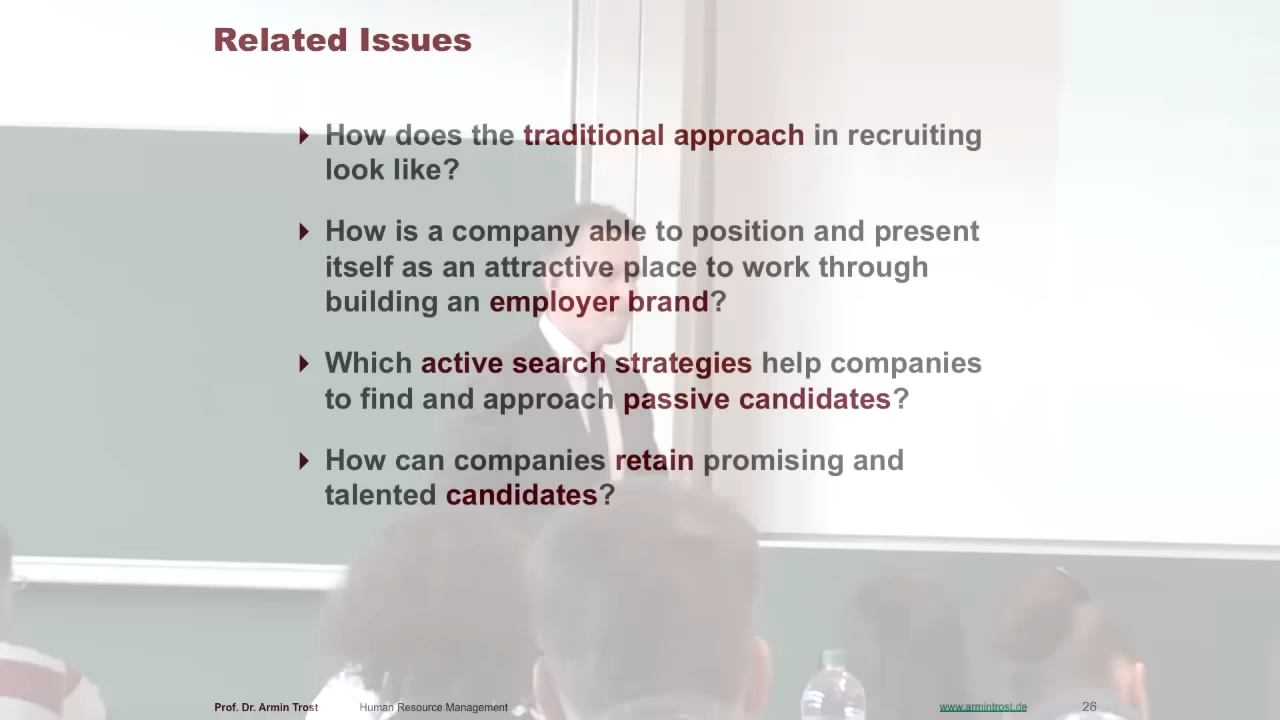 Related Issues
How does the traditional approach in recruiting
look like?
How is a company able to position and present
itself as an attractive place to work through
building an employer brand?
Which active search strategies help companies
to find and approach passive candidates?
How can companies retain promising and
talented candidates?
Prof. Dr. Armin Trost Human Resource Management www.armintrost.de 26